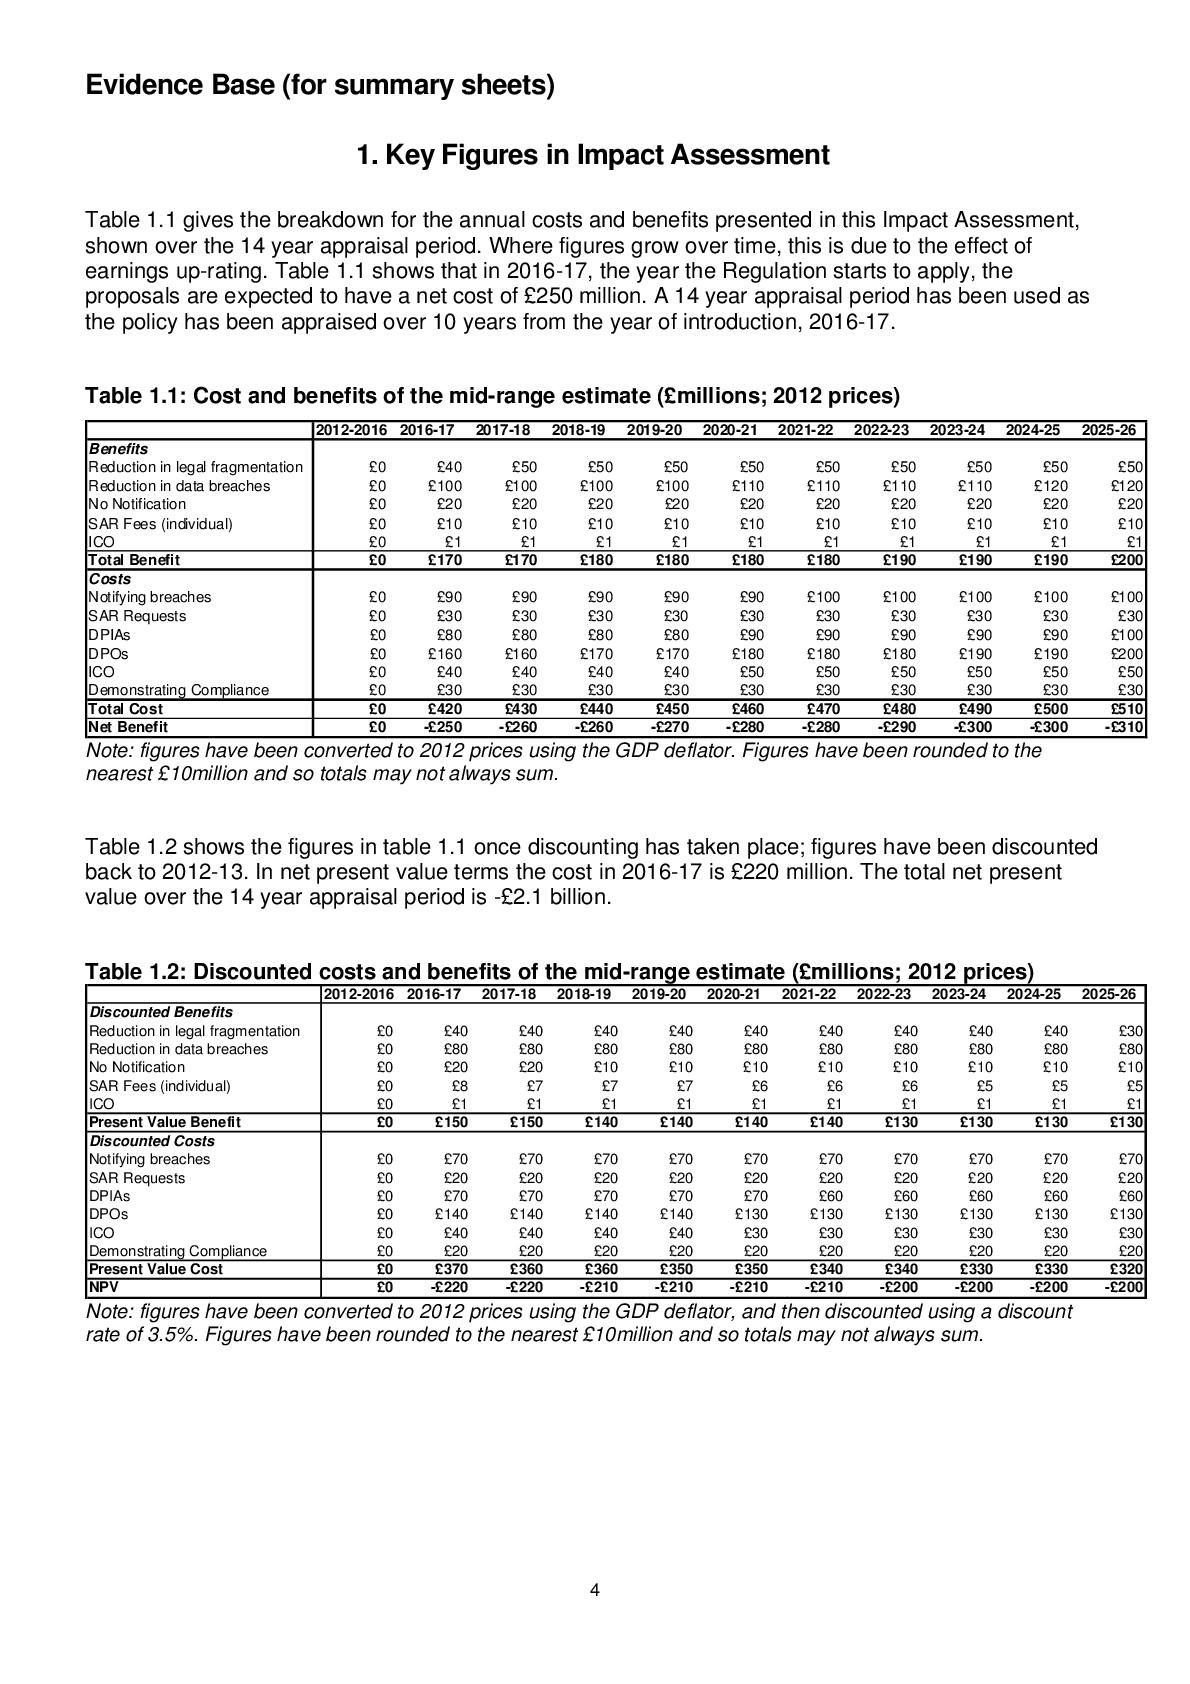 Evidence Base (for summary sheets)
1. Key Figures in Impact Assessment
Table 1.1 gives the breakdown for the annual costs and benefits presented in this Impact Assessment,
shown over the 14 year appraisal period. Where figures grow over time, this is due to the effect of
earnings up-rating. Table 1.1 shows that in 2016-17, the year the Regulation starts to apply, the
proposals are expected to have a net cost of £250 million. A 14 year appraisal period has been used as
the policy has been appraised over 10 years from the year of introduction, 2016-17.
Table 1.1: Cost and benefits of the mid-range estimate (£millions; 2012 prices)
2012-2016 2016-17 2017-18 2018-19 2019-20 2020-21 2021-22 2022-23 2023-24 2024-25 2025-26
Benefits
Reduction in legal fragmentation £0 £40 £50 £50 £50 £50 £50 £50 £50 £50 £50
Reduction in data breaches £0 £100 £100 £100 £100 £110 £110 £110 £110 £120 £120
No Notification £0 £20 £20 £20 £20 £20 £20 £20 £20 £20 £20
SAR Fees (individual) £0 £10 £10 £10 £10 £10 £10 £10 £10 £10 £10
ICO £0 £1 £1 £1 £1 £1 £1 £1 £1 £1 £1
Total Benefit £0 £170 £170 £180 £180 £180 £180 £190 £190 £190 £200
Costs
Notifying breaches £0 £90 £90 £90 £90 £90 £100 £100 £100 £100 £100
SAR Requests £0 £30 £30 £30 £30 £30 £30 £30 £30 £30 £30
DPIAs £0 £80 £80 £80 £80 £90 £90 £90 £90 £90 £100
DPOs £0 £160 £160 £170 £170 £180 £180 £180 £190 £190 £200
ICO £0 £40 £40 £40 £40 £50 £50 £50 £50 £50 £50
Demonstrating Compliance £0 £30 £30 £30 £30 £30 £30 £30 £30 £30 £30
Total Cost £0 £420 £430 £440 £450 £460 £470 £480 £490 £500 £510
Net Benefit £0 -£250 -£260 -£260 -£270 -£280 -£280 -£290 -£300 -£300 -£310
Note: figures have been converted to 2012 prices using the GDP deflator. Figures have been rounded to the
nearest £10million and so totals may not always sum.
Table 1.2 shows the figures in table 1.1 once discounting has taken place; figures have been discounted
back to 2012-13. In net present value terms the cost in 2016-17 is £220 million. The total net present
value over the 14 year appraisal period is -£2.1 billion.
Table 1.2: Discounted costs and benefits of the mid-range estimate (£millions; 2012 prices)
2012-2016 2016-17 2017-18 2018-19 2019-20 2020-21 2021-22 2022-23 2023-24 2024-25 2025-26
Discounted Benefits
Reduction in legal fragmentation £0 £40 £40 £40 £40 £40 £40 £40 £40 £40 £30
Reduction in data breaches £0 £80 £80 £80 £80 £80 £80 £80 £80 £80 £80
No Notification £0 £20 £20 £10 £10 £10 £10 £10 £10 £10 £10
SAR Fees (individual) £0 £8 £7 £7 £7 £6 £6 £6 £5 £5 £5
ICO £0 £1 £1 £1 £1 £1 £1 £1 £1 £1 £1
Present Value Benefit £0 £150 £150 £140 £140 £140 £140 £130 £130 £130 £130
Discounted Costs
Notifying breaches £0 £70 £70 £70 £70 £70 £70 £70 £70 £70 £70
SAR Requests £0 £20 £20 £20 £20 £20 £20 £20 £20 £20 £20
DPIAs £0 £70 £70 £70 £70 £70 £60 £60 £60 £60 £60
DPOs £0 £140 £140 £140 £140 £130 £130 £130 £130 £130 £130
ICO £0 £40 £40 £40 £40 £30 £30 £30 £30 £30 £30
Demonstrating Compliance £0 £20 £20 £20 £20 £20 £20 £20 £20 £20 £20
Present Value Cost £0 £370 £360 £360 £350 £350 £340 £340 £330 £330 £320
NPV £0 -£220 -£220 -£210 -£210 -£210 -£210 -£200 -£200 -£200 -£200
Note: figures have been converted to 2012 prices using the GDP deflator, and then discounted using a discount
rate of 3.5%. Figures have been rounded to the nearest £10million and so totals may not always sum.
4